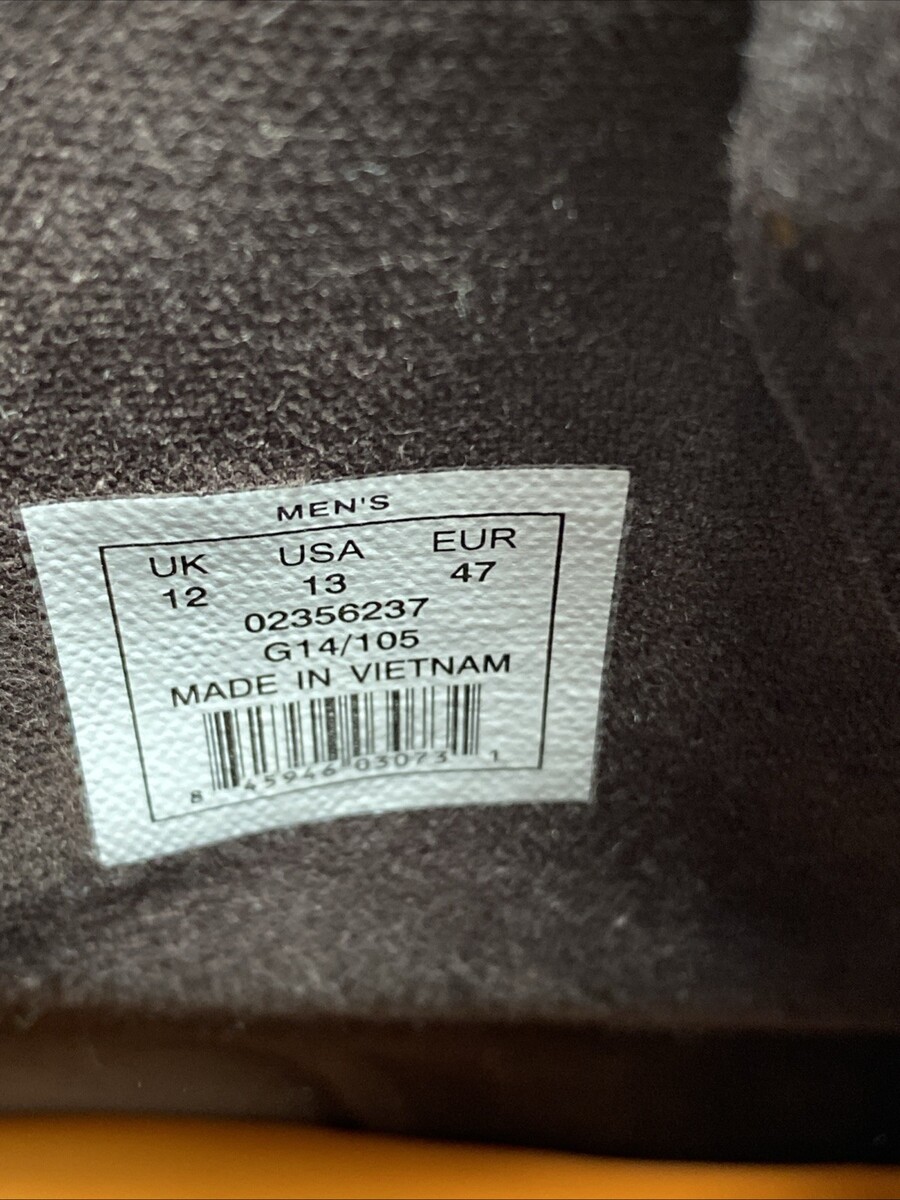 MEN'S
UK USA EUR
12 13 47
02356237
G14/105
MADE IN VIETNAM
8 45946 03073 1